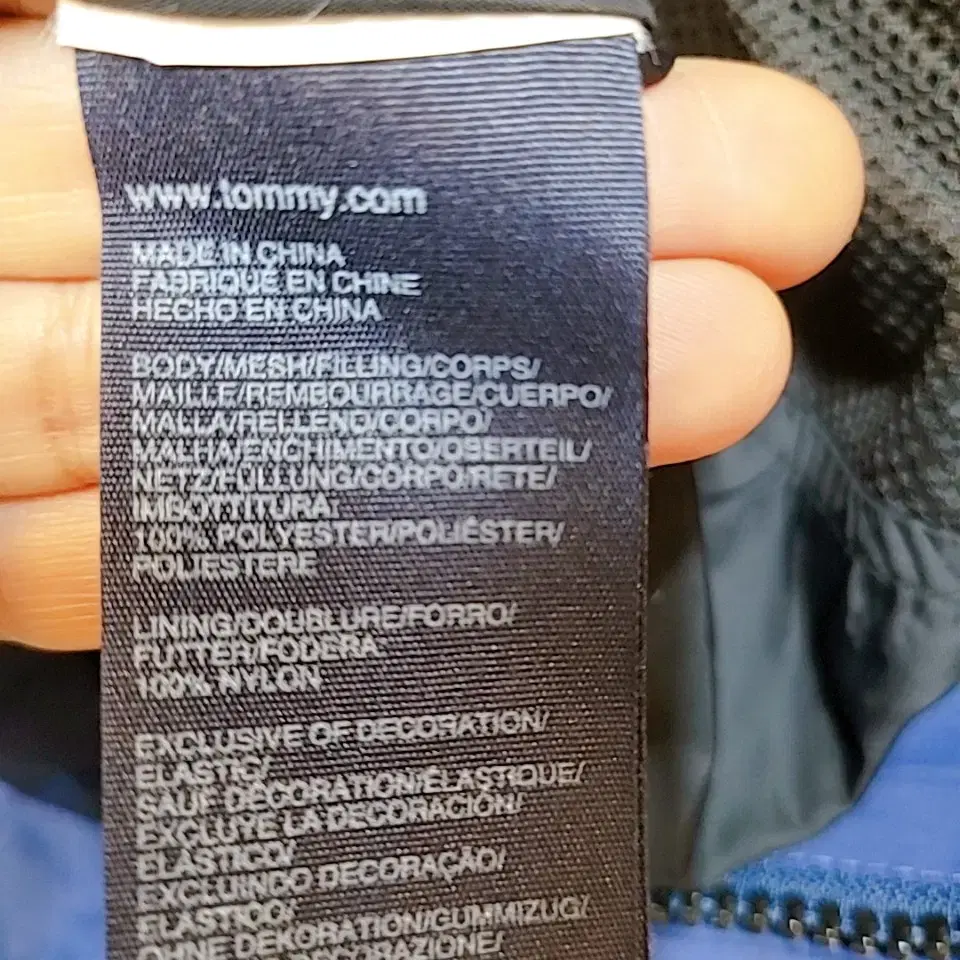 www.tommy.com
MADE IN CHINA
FABRIQUE EN CHINE
HECHO EN CHINA
BODY/MESH/FILLING/CORPS/
MAILLE/REMBOURRAGE/CUERPO/
MALLA/RELLENO/CORPO/
MALHA/ENCHIMENTO/OBERTEIL/
NETZ/FÜLLUNG/CORPO/RETE/
IMBOTTITURA:
100% POLYESTER/POLIÉSTER/
POLIESTERE
LINING/DOUBLURE/FORRO/
FUTTER/FODERA:
100% NYLON
EXCLUSIVE OF DECORATION/
ELASTIC/
SAUF DÉCORATION/ÉLASTIQUE/
EXCLUYE LA DECORACIÓN/
ELÁSTICO/
EXCLUINDO DECORAÇÃO/
ELÁSTICO/
OHNE DEKORATION/GUMMIZUG/
DECORAZIONE/